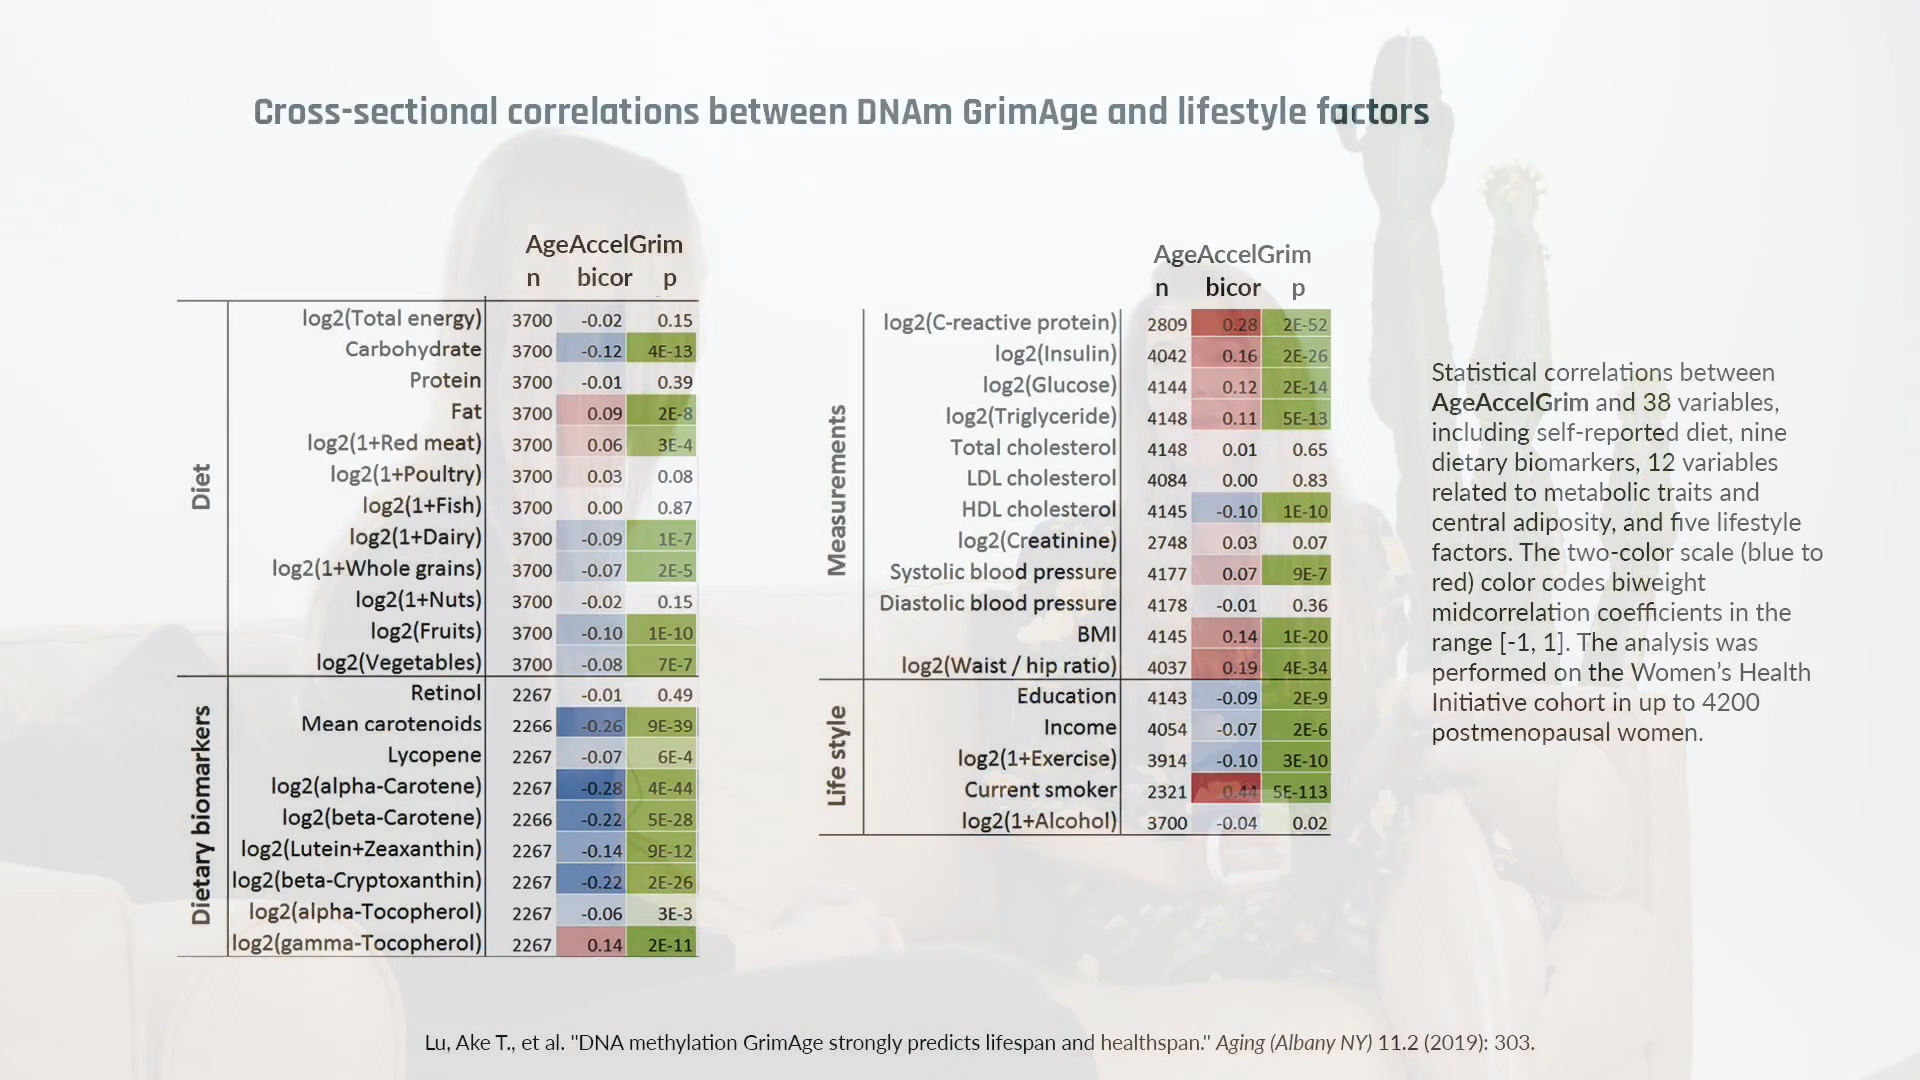 Cross-sectional correlations between DNAm GrimAge and lifestyle factors
AgeAccelGrim
n bicor p
Diet
log2(Total energy) 3700 -0.02 0.15
Carbohydrate 3700 -0.12 4E-13
Protein 3700 -0.01 0.39
Fat 3700 0.09 2E-8
log2(1+Red meat) 3700 0.06 3E-4
log2(1+Poultry) 3700 0.03 0.08
log2(1+Fish) 3700 0.00 0.87
log2(1+Dairy) 3700 -0.09 1E-7
log2(1+Whole grains) 3700 -0.07 2E-5
log2(1+Nuts) 3700 -0.02 0.15
log2(Fruits) 3700 -0.10 1E-10
log2(Vegetables) 3700 -0.08 7E-7
Dietary biomarkers
Retinol 2267 -0.01 0.49
Mean carotenoids 2266 -0.26 9E-39
Lycopene 2267 -0.07 6E-4
log2(alpha-Carotene) 2267 -0.28 4E-44
log2(beta-Carotene) 2266 -0.22 5E-28
log2(Lutein+Zeaxanthin) 2267 -0.14 9E-12
log2(beta-Cryptoxanthin) 2267 -0.22 2E-26
log2(alpha-Tocopherol) 2267 -0.06 3E-3
log2(gamma-Tocopherol) 2267 0.14 2E-11
AgeAccelGrim
n bicor p
Measurements
log2(C-reactive protein) 2809 0.28 2E-52
log2(Insulin) 4042 0.16 2E-26
log2(Glucose) 4144 0.12 2E-14
log2(Triglyceride) 4148 0.11 5E-13
Total cholesterol 4148 0.01 0.65
LDL cholesterol 4084 0.00 0.83
HDL cholesterol 4145 -0.10 1E-10
log2(Creatinine) 2748 0.03 0.07
Systolic blood pressure 4177 0.07 9E-7
Diastolic blood pressure 4178 -0.01 0.36
BMI 4145 0.14 1E-20
log2(Waist / hip ratio) 4037 0.19 4E-34
Life style
Education 4143 -0.09 2E-9
Income 4054 -0.07 2E-6
log2(1+Exercise) 3914 -0.10 3E-10
Current smoker 2321 0.44 5E-113
log2(1+Alcohol) 3700 -0.04 0.02
Statistical correlations between
AgeAccelGrim and 38 variables,
including self-reported diet, nine
dietary biomarkers, 12 variables
related to metabolic traits and
central adiposity, and five lifestyle
factors. The two-color scale (blue to
red) color codes biweight
midcorrelation coefficients in the
range [-1, 1]. The analysis was
performed on the Women’s Health
Initiative cohort in up to 4200
postmenopausal women.
Lu, Ake T., et al. "DNA methylation GrimAge strongly predicts lifespan and healthspan." Aging (Albany NY) 11.2 (2019): 303.